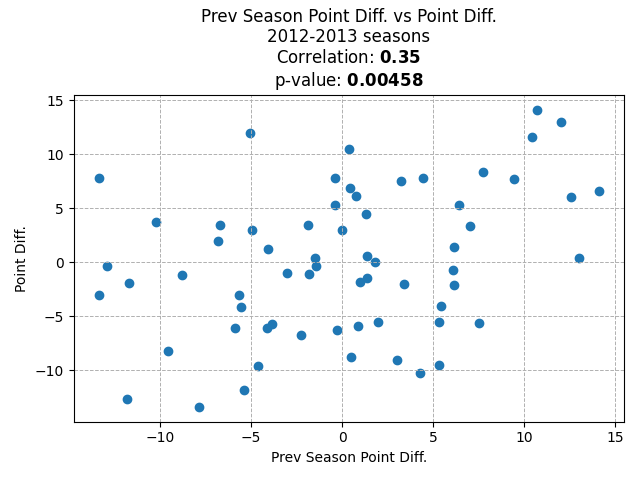 Prev Season Point Diff. vs Point Diff.
2012-2013 seasons
Correlation: 0.35
p-value: 0.00458
15
10
5
0
−5
−10
Point Diff.
−10 −5 0 5 10 15
Prev Season Point Diff.